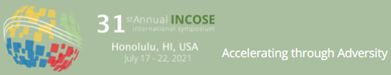 31st Annual INCOSE
international symposium
Honolulu, HI, USA
July 17 - 22, 2021
Accelerating through Adversity